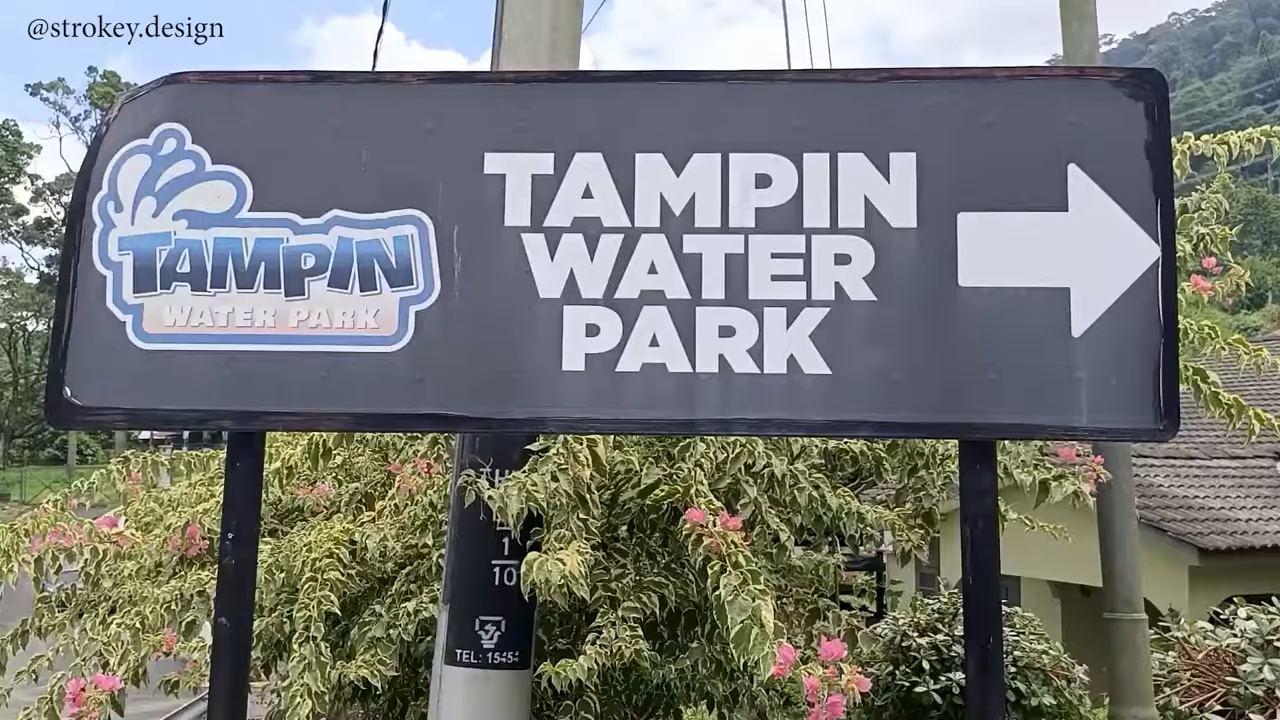 @strokey.design
TAMPIN
WATER PARK
TAMPIN
WATER
PARK
1
10
TEL: 15454